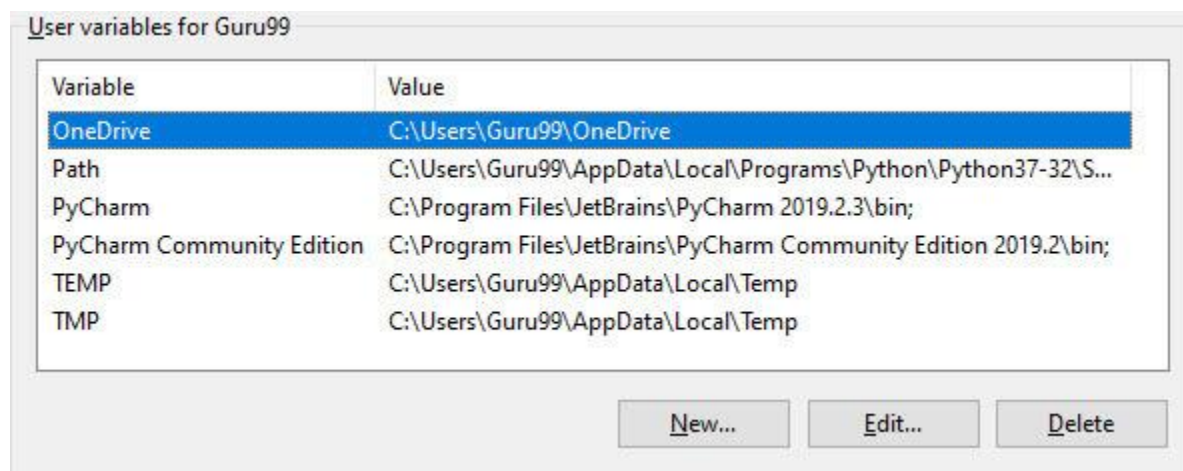 User variables for Guru99
Variable Value
OneDrive C:\Users\Guru99\OneDrive
Path C:\Users\Guru99\AppData\Local\Programs\Python\Python37-32\S...
PyCharm C:\Program Files\JetBrains\PyCharm 2019.2.3\bin;
PyCharm Community Edition C:\Program Files\JetBrains\PyCharm Community Edition 2019.2\bin;
TEMP C:\Users\Guru99\AppData\Local\Temp
TMP C:\Users\Guru99\AppData\Local\Temp
New... Edit... Delete